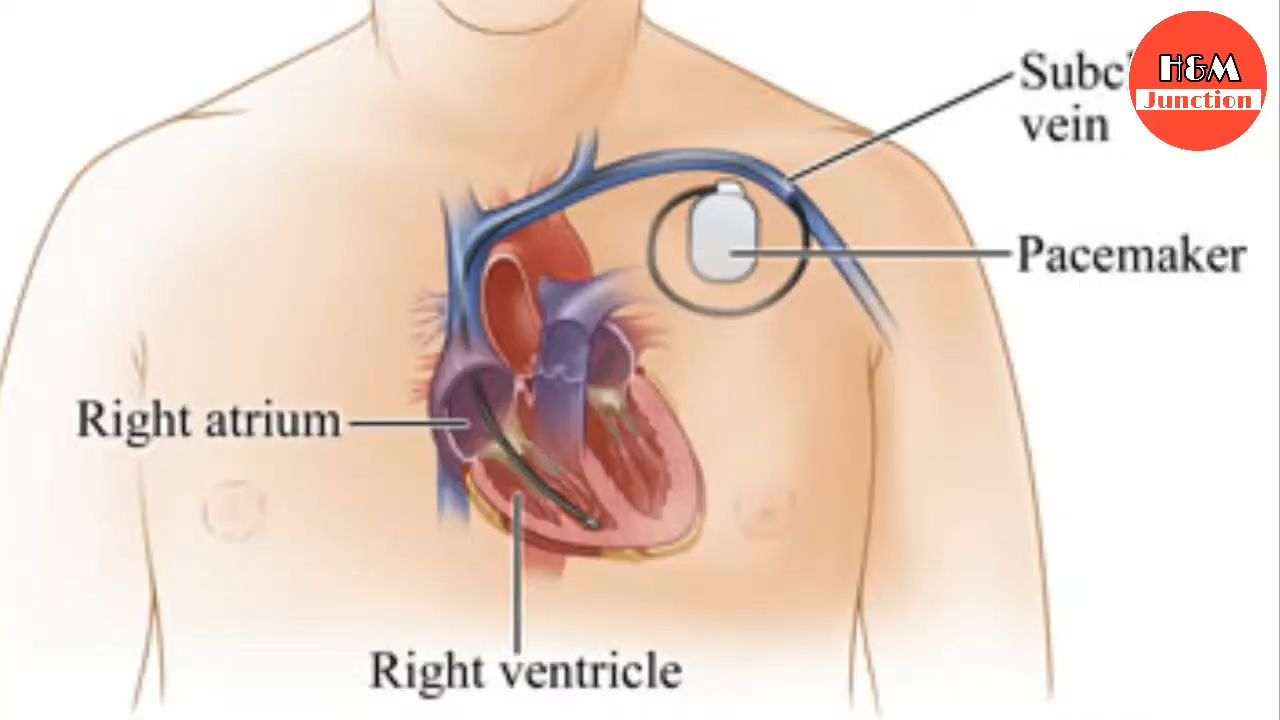 vein
H&M
Junction
Pacemaker
Right atrium
Right ventricle